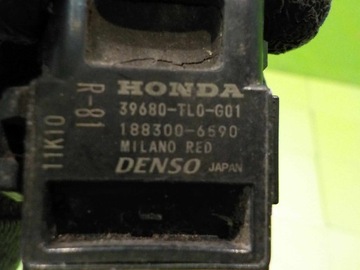 HONDA
39680-TL0-G01
188300-6590
MILANO RED
DENSO JAPAN
R-81
11K10